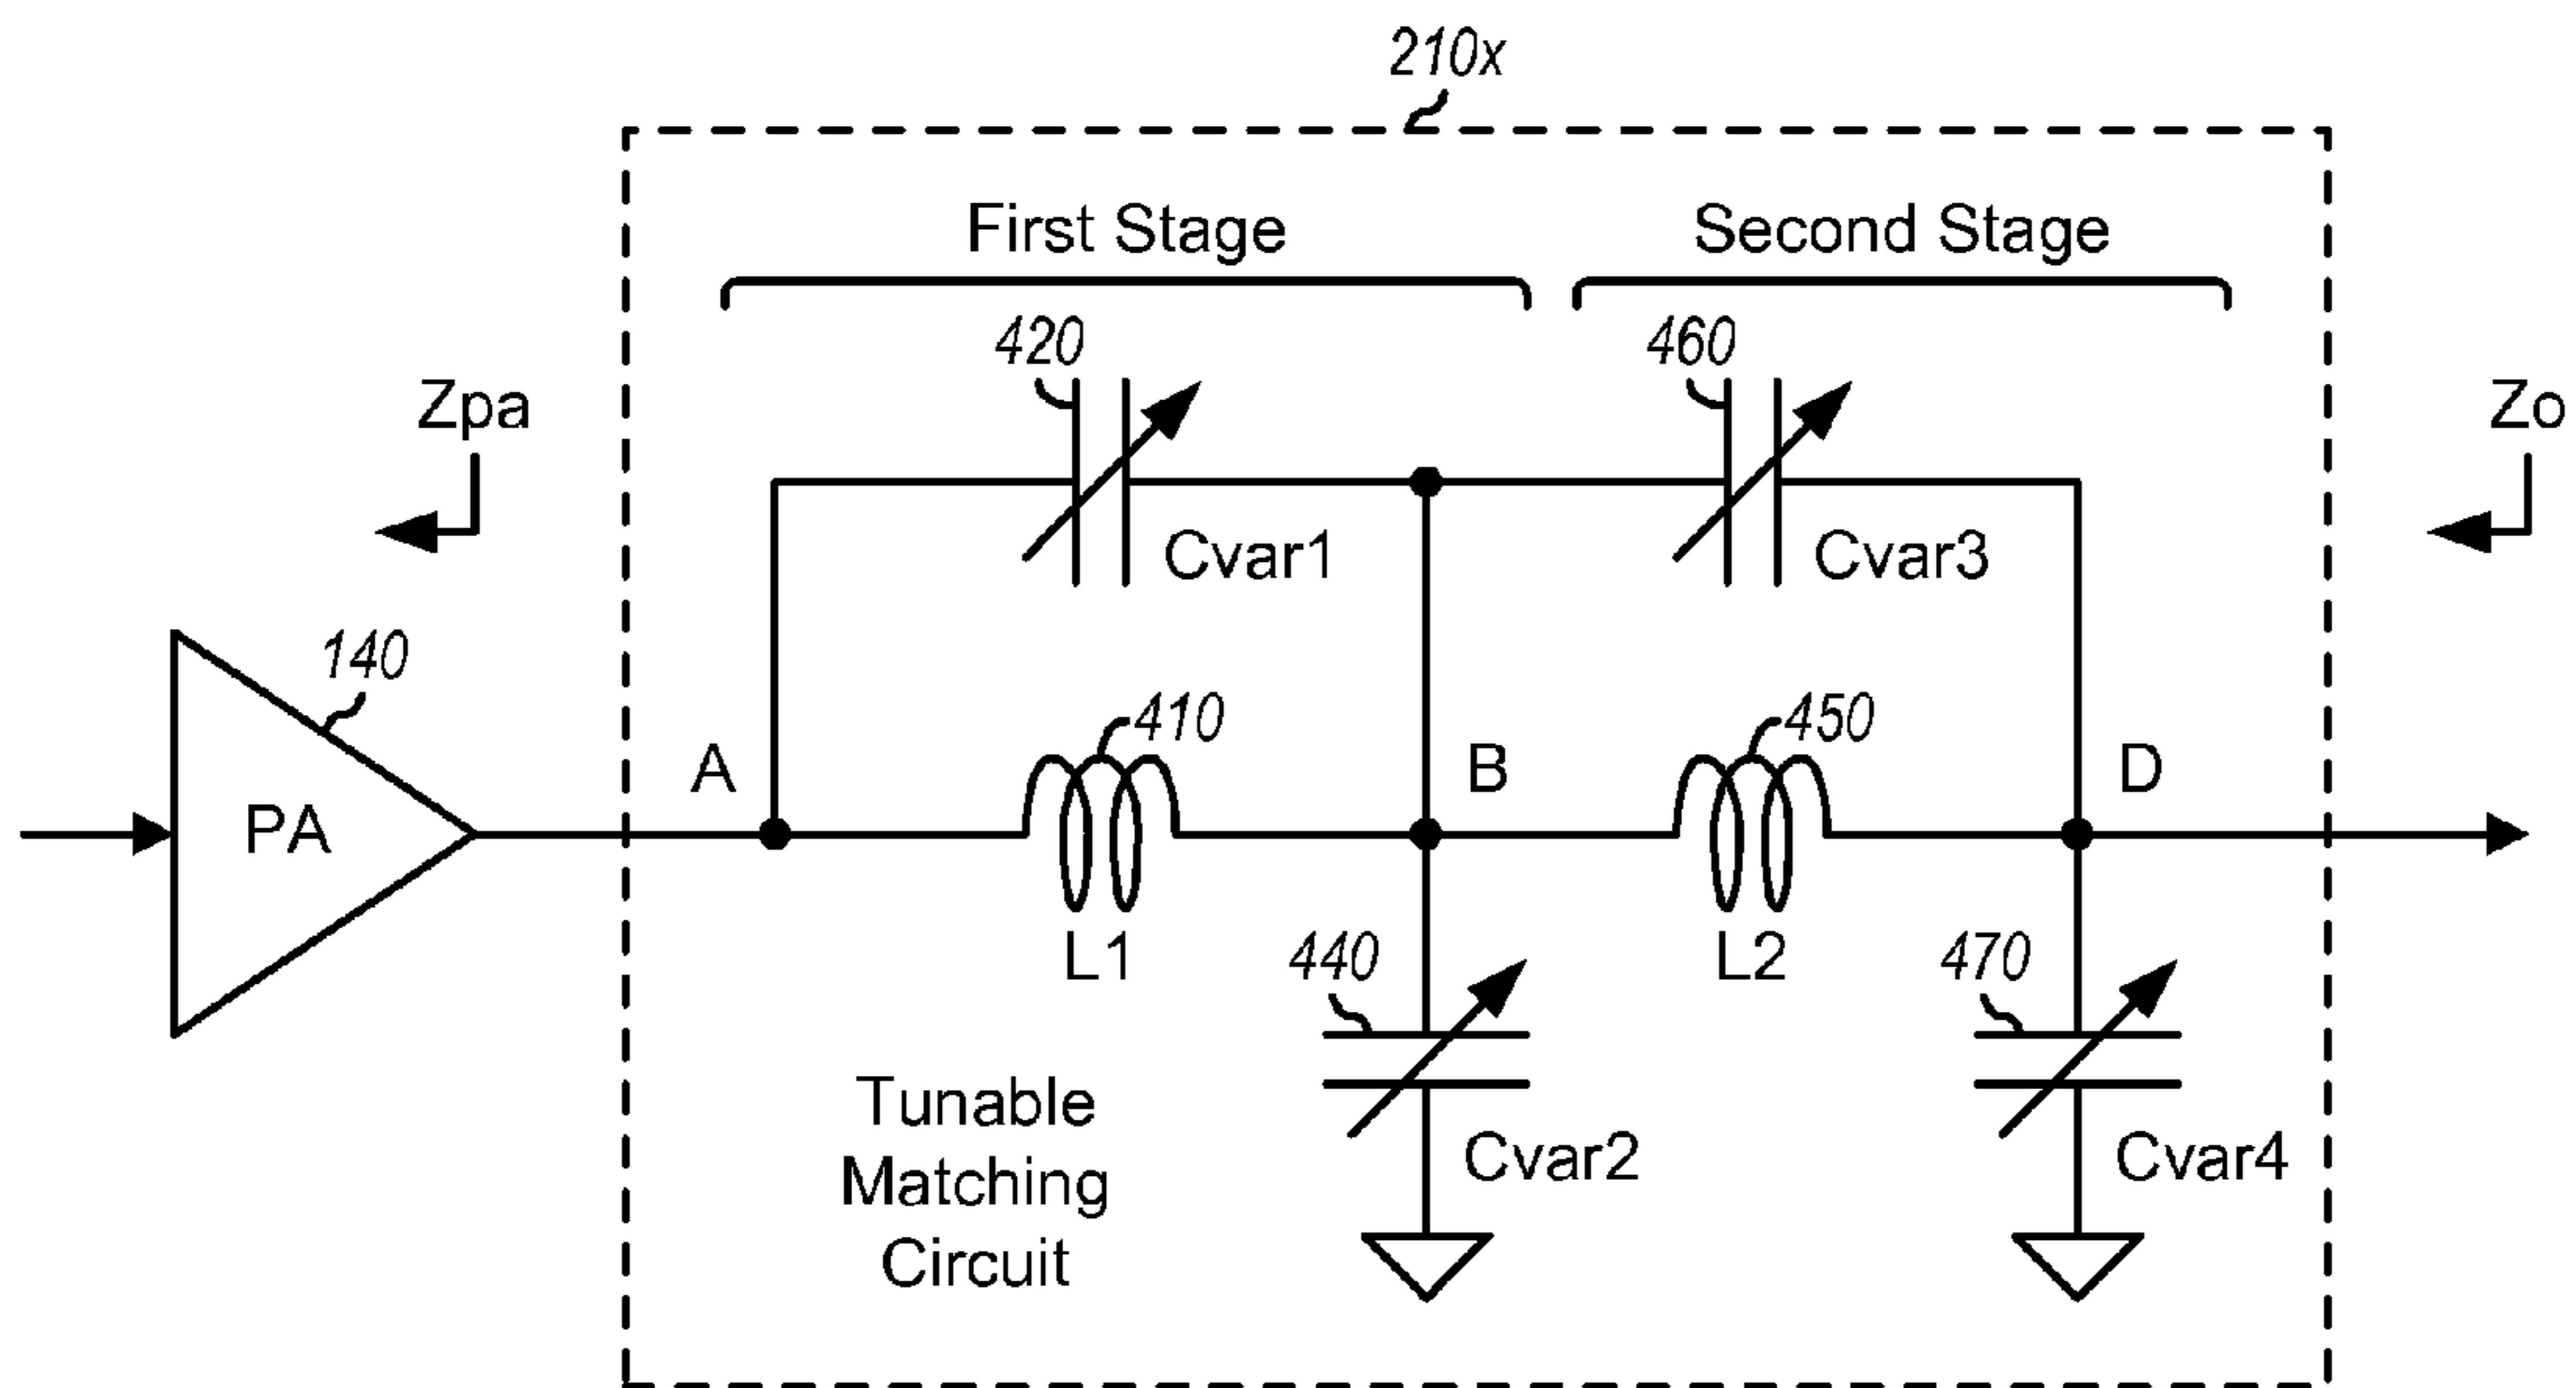 210x
First Stage
Second Stage
420
460
Zpa
Zo
Cvar1
Cvar3
140
410
450
A
B
D
PA
L1
L2
440
470
Tunable
Matching
Circuit
Cvar2
Cvar4